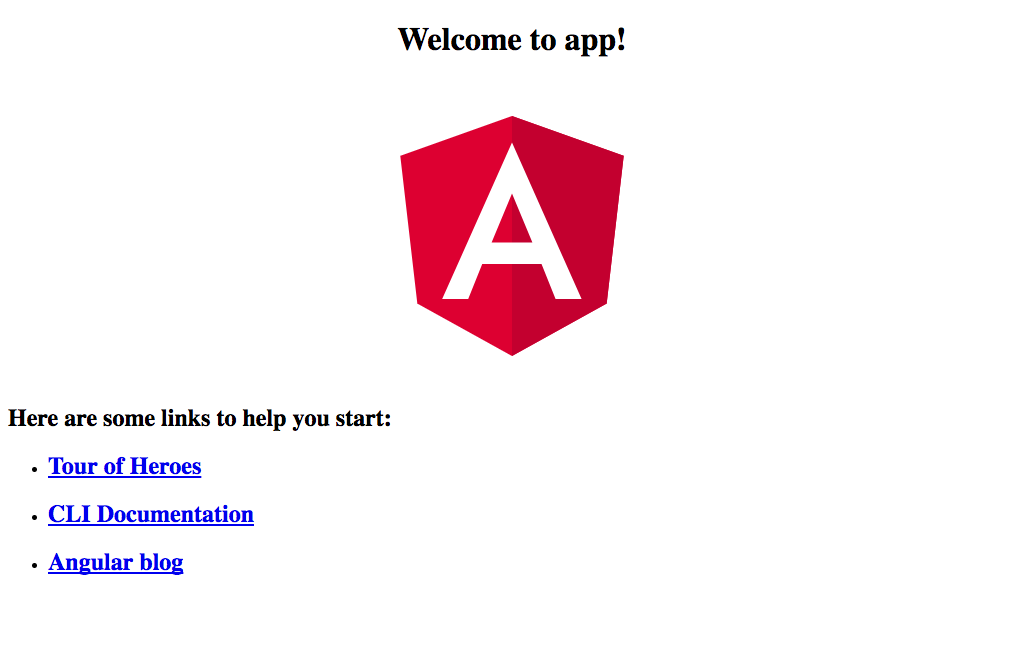 Welcome to app!
A
Here are some links to help you start:
Tour of Heroes
CLI Documentation
Angular blog